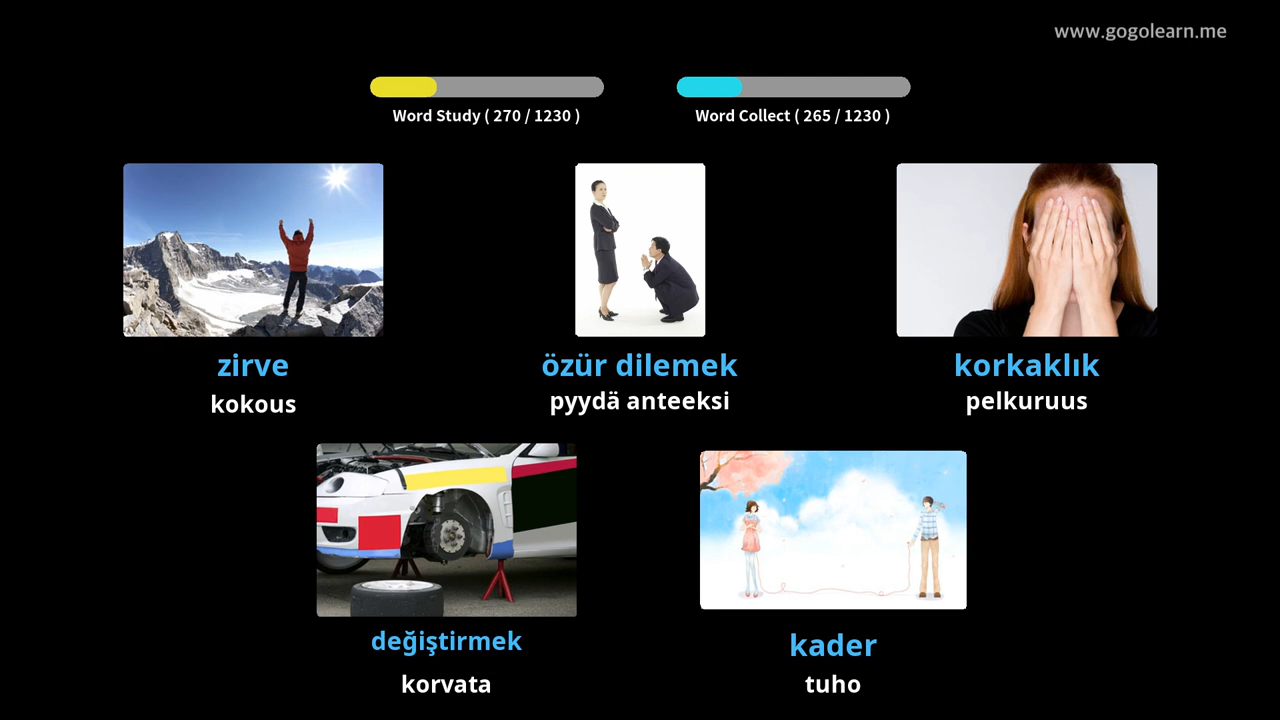 www.gogolearn.me
Word Study ( 270 / 1230 )
Word Collect ( 265 / 1230 )
zirve
kokous
özür dilemek
pyydä anteeksi
korkaklık
pelkuruus
değiştirmek
korvata
kader
tuho